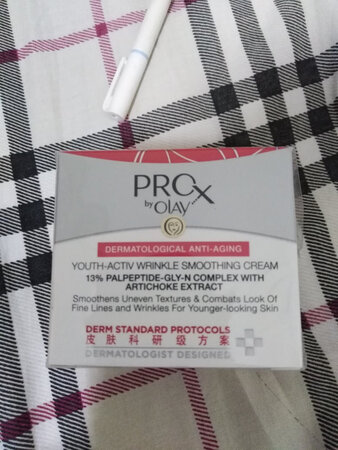 PROX
by OLAY
DERMATOLOGICAL ANTI-AGING
YOUTH-ACTIV WRINKLE SMOOTHING CREAM
13% PALPEPTIDE-GLY-N COMPLEX WITH
ARTICHOKE EXTRACT
Smoothens Uneven Textures & Combats Look Of
Fine Lines and Wrinkles For Younger-looking Skin
DERM STANDARD PROTOCOLS
皮肤科研级方案
DERMATOLOGIST DESIGNED